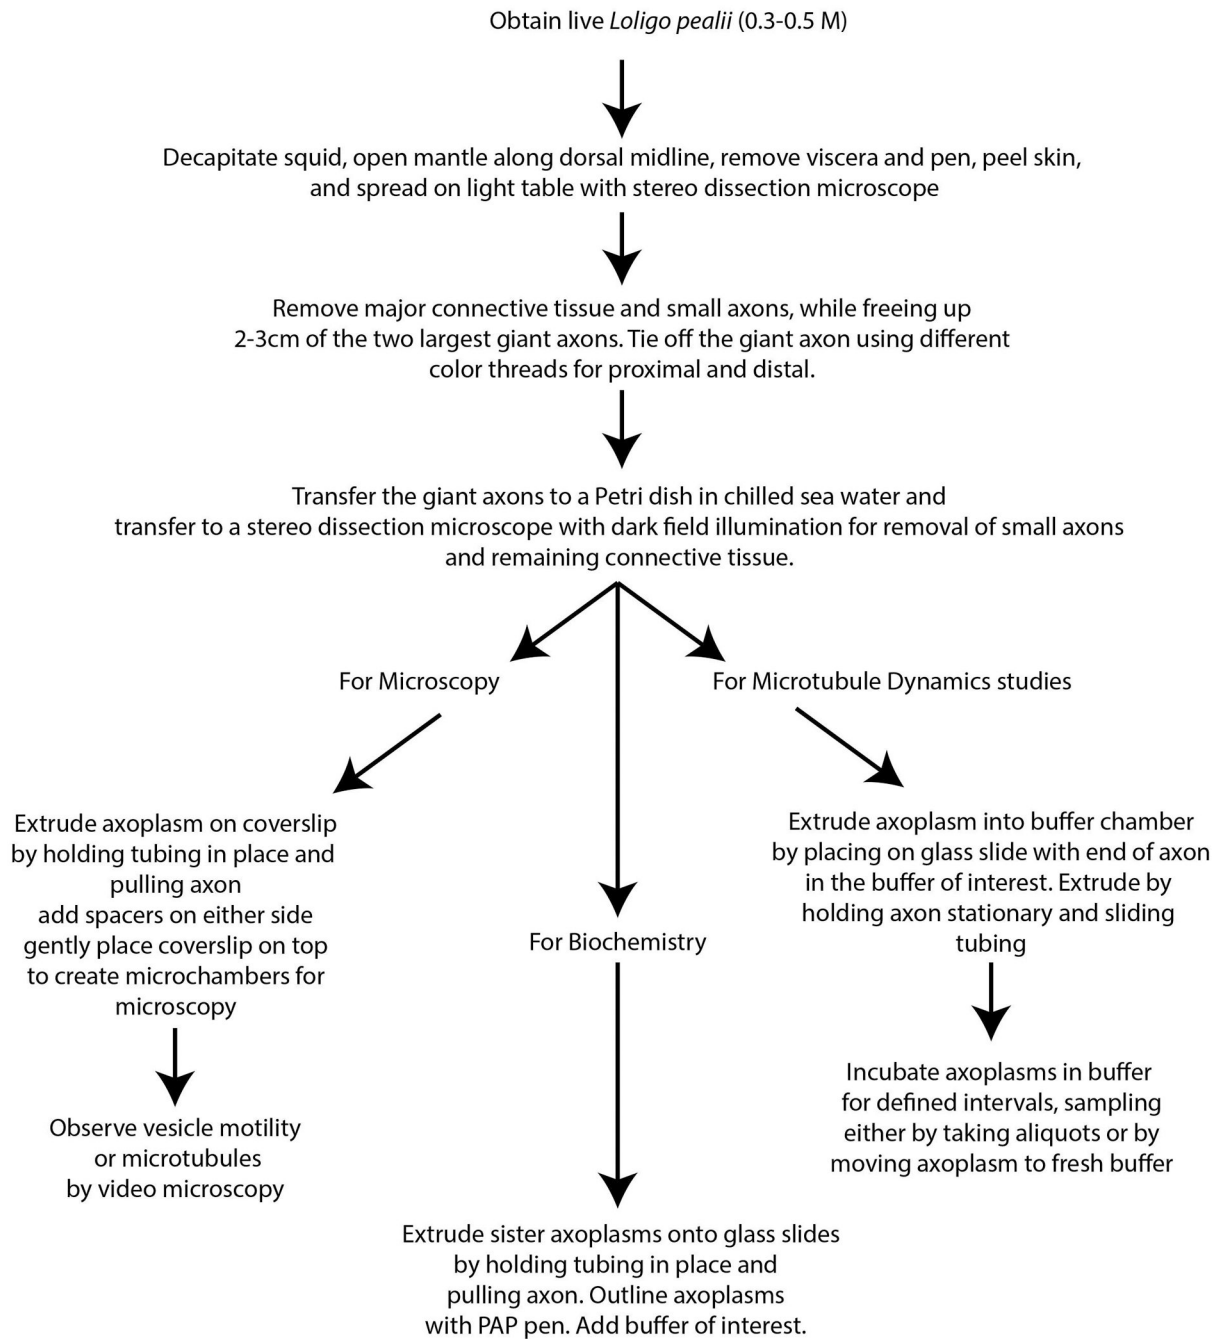 Obtain live Loligo pealii (0.3-0.5 M)
Decapitate squid, open mantle along dorsal midline, remove viscera and pen, peel skin,
and spread on light table with stereo dissection microscope
Remove major connective tissue and small axons, while freeing up
2-3cm of the two largest giant axons. Tie off the giant axon using different
color threads for proximal and distal.
Transfer the giant axons to a Petri dish in chilled sea water and
transfer to a stereo dissection microscope with dark field illumination for removal of small axons
and remaining connective tissue.
For Microscopy
Extrude axoplasm on coverslip
by holding tubing in place and
pulling axon
add spacers on either side
gently place coverslip on top
to create microchambers for
microscopy
Observe vesicle motility
or microtubules
by video microscopy
For Biochemistry
Extrude sister axoplasms onto glass slides
by holding tubing in place and
pulling axon. Outline axoplasms
with PAP pen. Add buffer of interest.
For Microtubule Dynamics studies
Extrude axoplasm into buffer chamber
by placing on glass slide with end of axon
in the buffer of interest. Extrude by
holding axon stationary and sliding
tubing
Incubate axoplasms in buffer
for defined intervals, sampling
either by taking aliquots or by
moving axoplasm to fresh buffer